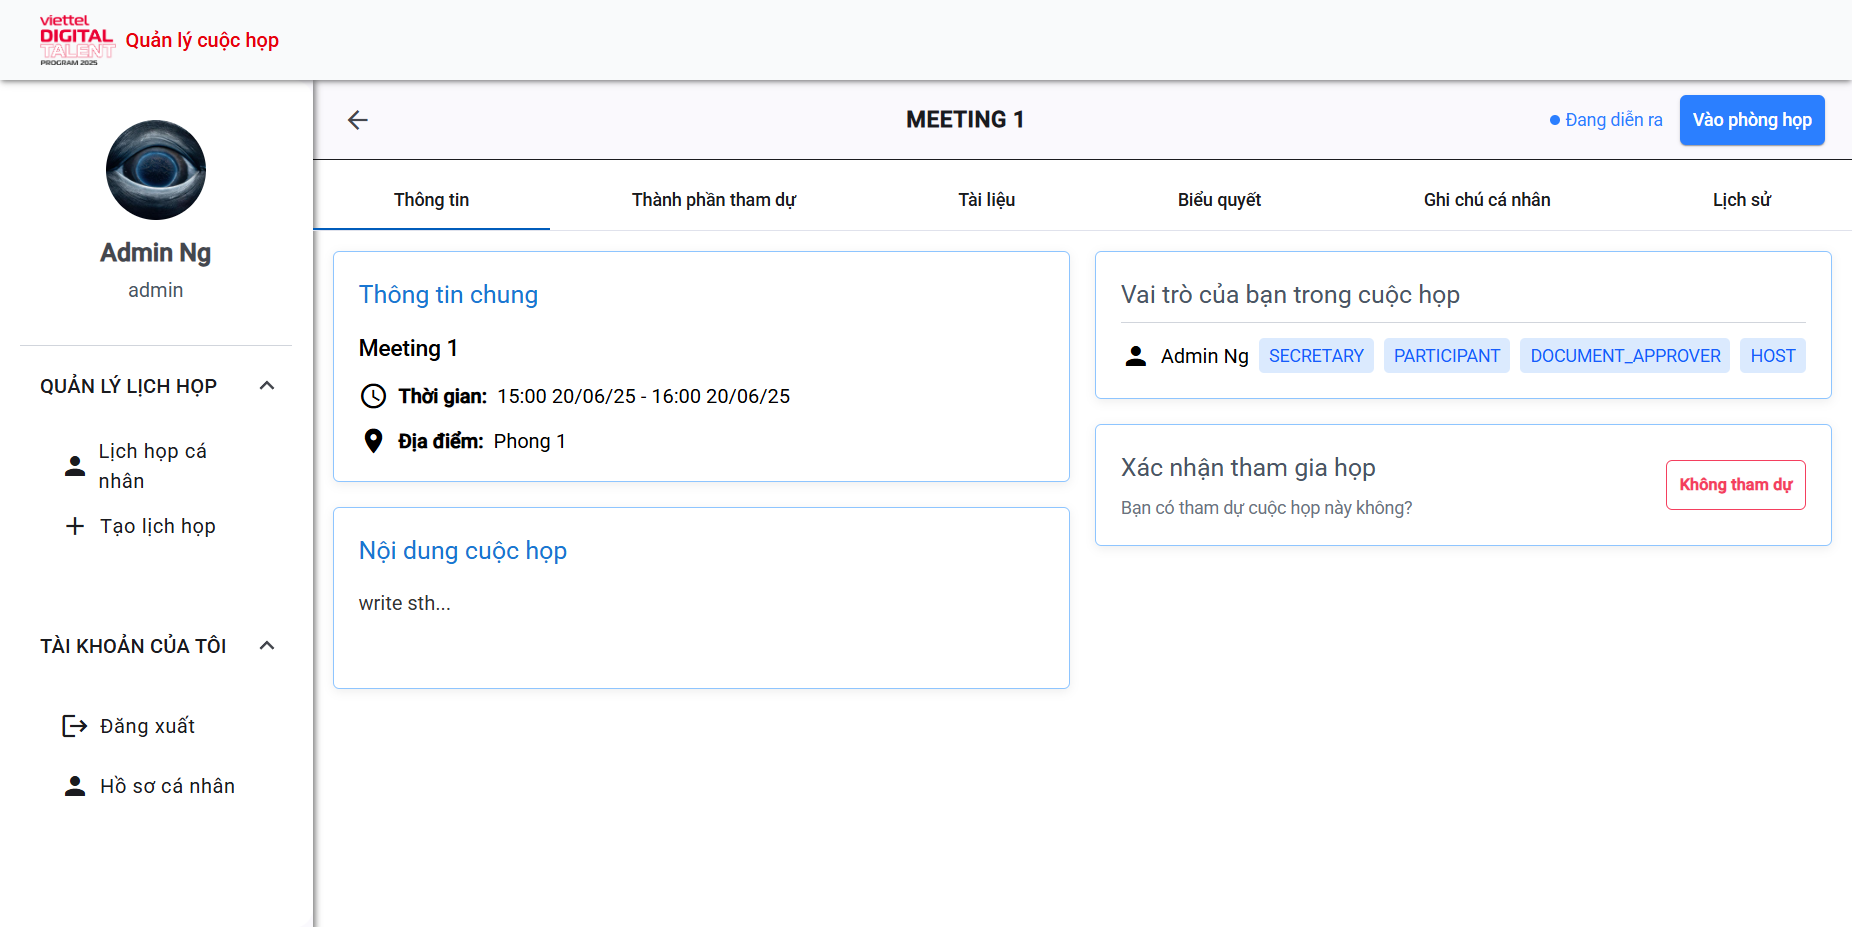 viettel
DIGITAL
TALENT
PROGRAM 2025
Quản lý cuộc họp
Admin Ng
admin
QUẢN LÝ LỊCH HỌP
Lịch họp cá
nhân
Tạo lịch họp
TÀI KHOẢN CỦA TÔI
Đăng xuất
Hồ sơ cá nhân
MEETING 1
Đang diễn ra
Vào phòng họp
Thông tin
Thành phần tham dự
Tài liệu
Biểu quyết
Ghi chú cá nhân
Lịch sử
Thông tin chung
Meeting 1
Thời gian: 15:00 20/06/25 - 16:00 20/06/25
Địa điểm: Phong 1
Nội dung cuộc họp
write sth...
Vai trò của bạn trong cuộc họp
Admin Ng SECRETARY PARTICIPANT DOCUMENT_APPROVER HOST
Xác nhận tham gia họp
Bạn có tham dự cuộc họp này không?
Không tham dự